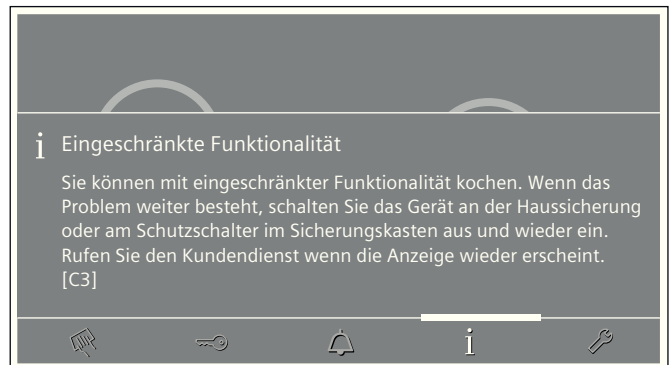 i Eingeschränkte Funktionalität
Sie können mit eingeschränkter Funktionalität kochen. Wenn das
Problem weiter besteht, schalten Sie das Gerät an der Haussicherung
oder am Schutzschalter im Sicherungskasten aus und wieder ein.
Rufen Sie den Kundendienst wenn die Anzeige wieder erscheint.
[C3]
i